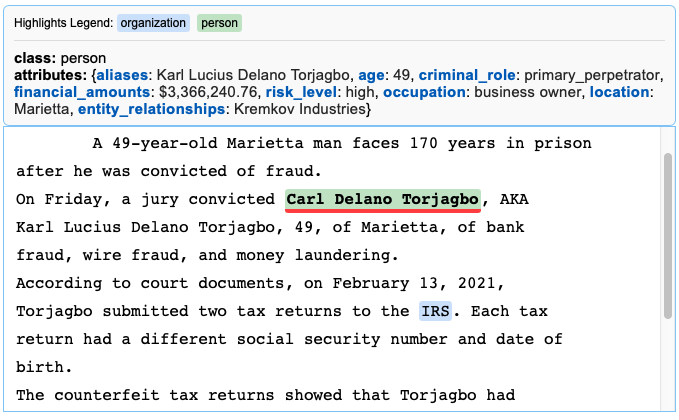 Highlights Legend: organization person
class: person
attributes: {aliases: Karl Lucius Delano Torjagbo, age: 49, criminal_role: primary_perpetrator,
financial_amounts: $3,366,240.76, risk_level: high, occupation: business owner, location:
Marietta, entity_relationships: Kremkov Industries}
A 49-year-old Marietta man faces 170 years in prison
after he was convicted of fraud.
On Friday, a jury convicted Carl Delano Torjagbo, AKA
Karl Lucius Delano Torjagbo, 49, of Marietta, of bank
fraud, wire fraud, and money laundering.
According to court documents, on February 13, 2021,
Torjagbo submitted two tax returns to the IRS. Each tax
return had a different social security number and date of
birth.
The counterfeit tax returns showed that Torjagbo had